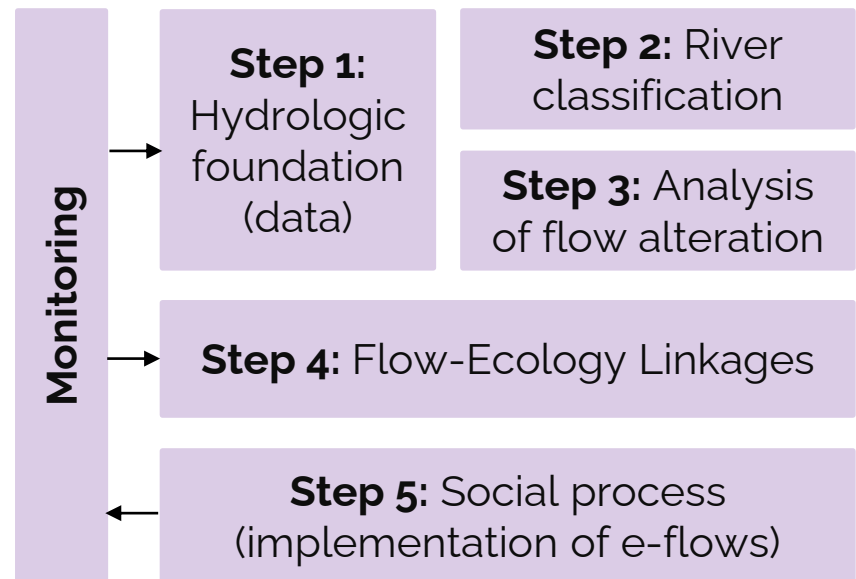 Monitoring
Step 1:
Hydrologic
foundation
(data)
Step 2: River
classification
Step 3: Analysis
of flow alteration
Step 4: Flow-Ecology Linkages
Step 5: Social process
(implementation of e-flows)